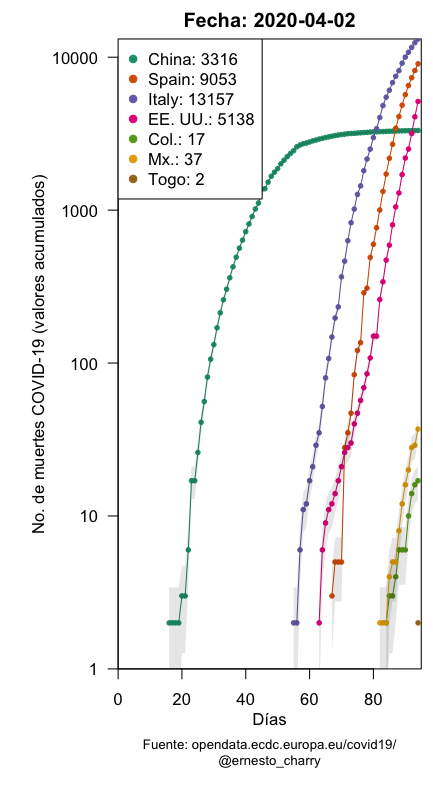 Fecha: 2020-04-02
China: 3316
Spain: 9053
Italy: 13157
EE. UU.: 5138
Col.: 17
Mx.: 37
Togo: 2
No. de muertes COVID-19 (valores acumulados)
10000
1000
100
10
1
0 20 40 60 80
Días
Fuente: opendata.ecdc.europa.eu/covid19/
@ernesto_charry